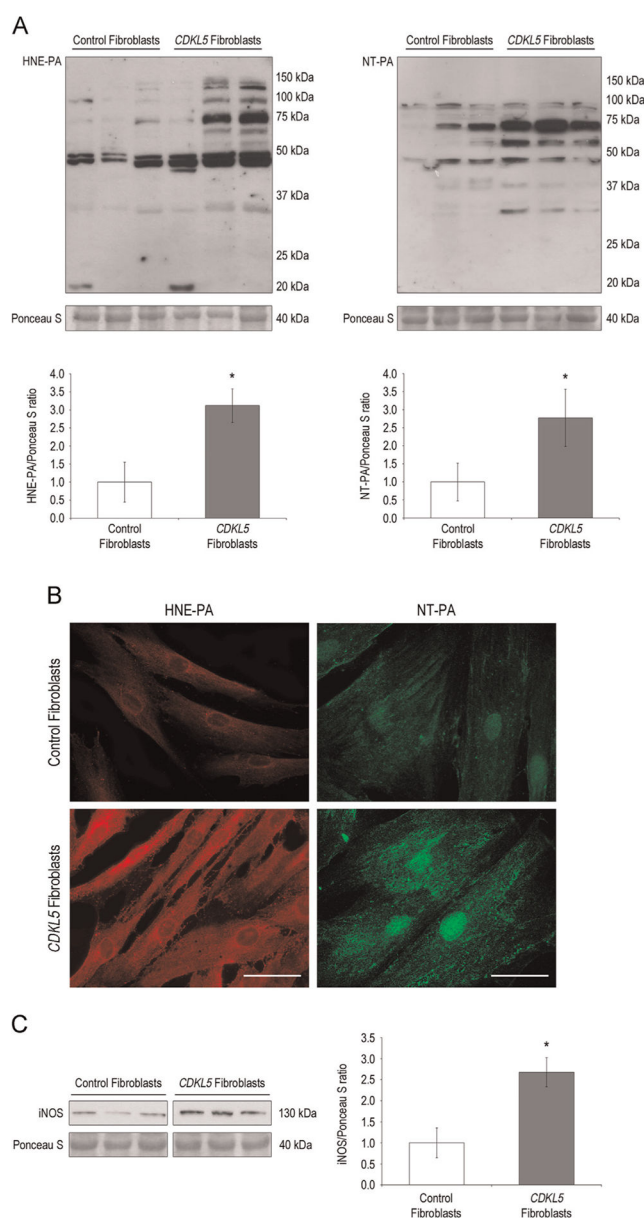 A
Control Fibroblasts CDKL5 Fibroblasts
HNE-PA
150 kDa
100 kDa
75 kDa
50 kDa
37 kDa
25 kDa
20 kDa
Ponceau S 40 kDa
Control Fibroblasts CDKL5 Fibroblasts
NT-PA
150 kDa
100 kDa
75 kDa
50 kDa
37 kDa
25 kDa
20 kDa
Ponceau S 40 kDa
HNE-PA/Ponceau S ratio
4.0
3.5
3.0
2.5
2.0
1.5
1.0
0.5
0.0
*
Control
Fibroblasts
CDKL5
Fibroblasts
NT-PA/Ponceau S ratio
4.0
3.5
3.0
2.5
2.0
1.5
1.0
0.5
0.0
*
Control
Fibroblasts
CDKL5
Fibroblasts
B
HNE-PA NT-PA
Control Fibroblasts
CDKL5 Fibroblasts
C
Control Fibroblasts CDKL5 Fibroblasts
iNOS 130 kDa
Ponceau S 40 kDa
iNOS/Ponceau S ratio
3.5
3.0
2.5
2.0
1.5
1.0
0.5
0.0
*
Control
Fibroblasts
CDKL5
Fibroblasts